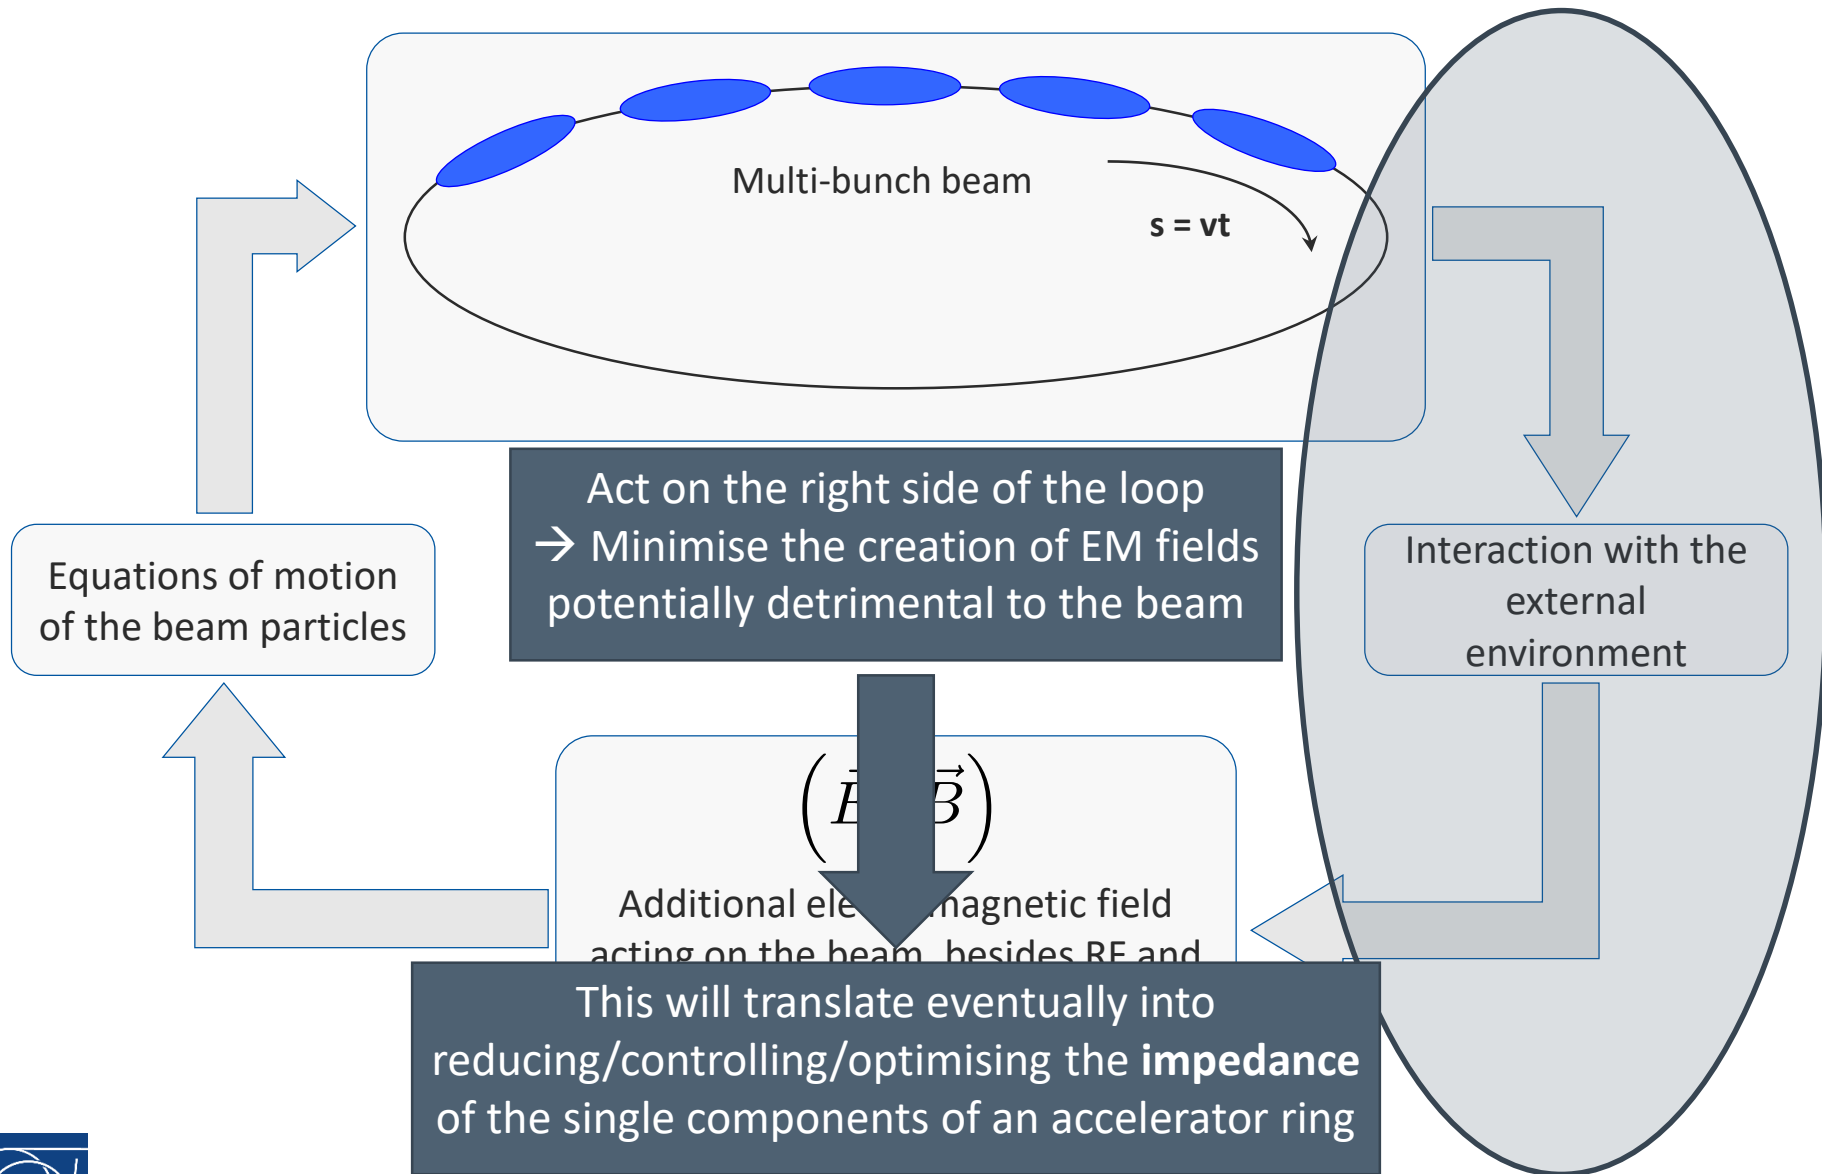 Multi-bunch beam
s = vt
Act on the right side of the loop
→ Minimise the creation of EM fields
potentially detrimental to the beam
Equations of motion
of the beam particles
Interaction with the
external
environment
(E⃗ B⃗)
Additional ele magnetic field
acting on the beam, besides RF and
This will translate eventually into
reducing/controlling/optimising the impedance
of the single components of an accelerator ring